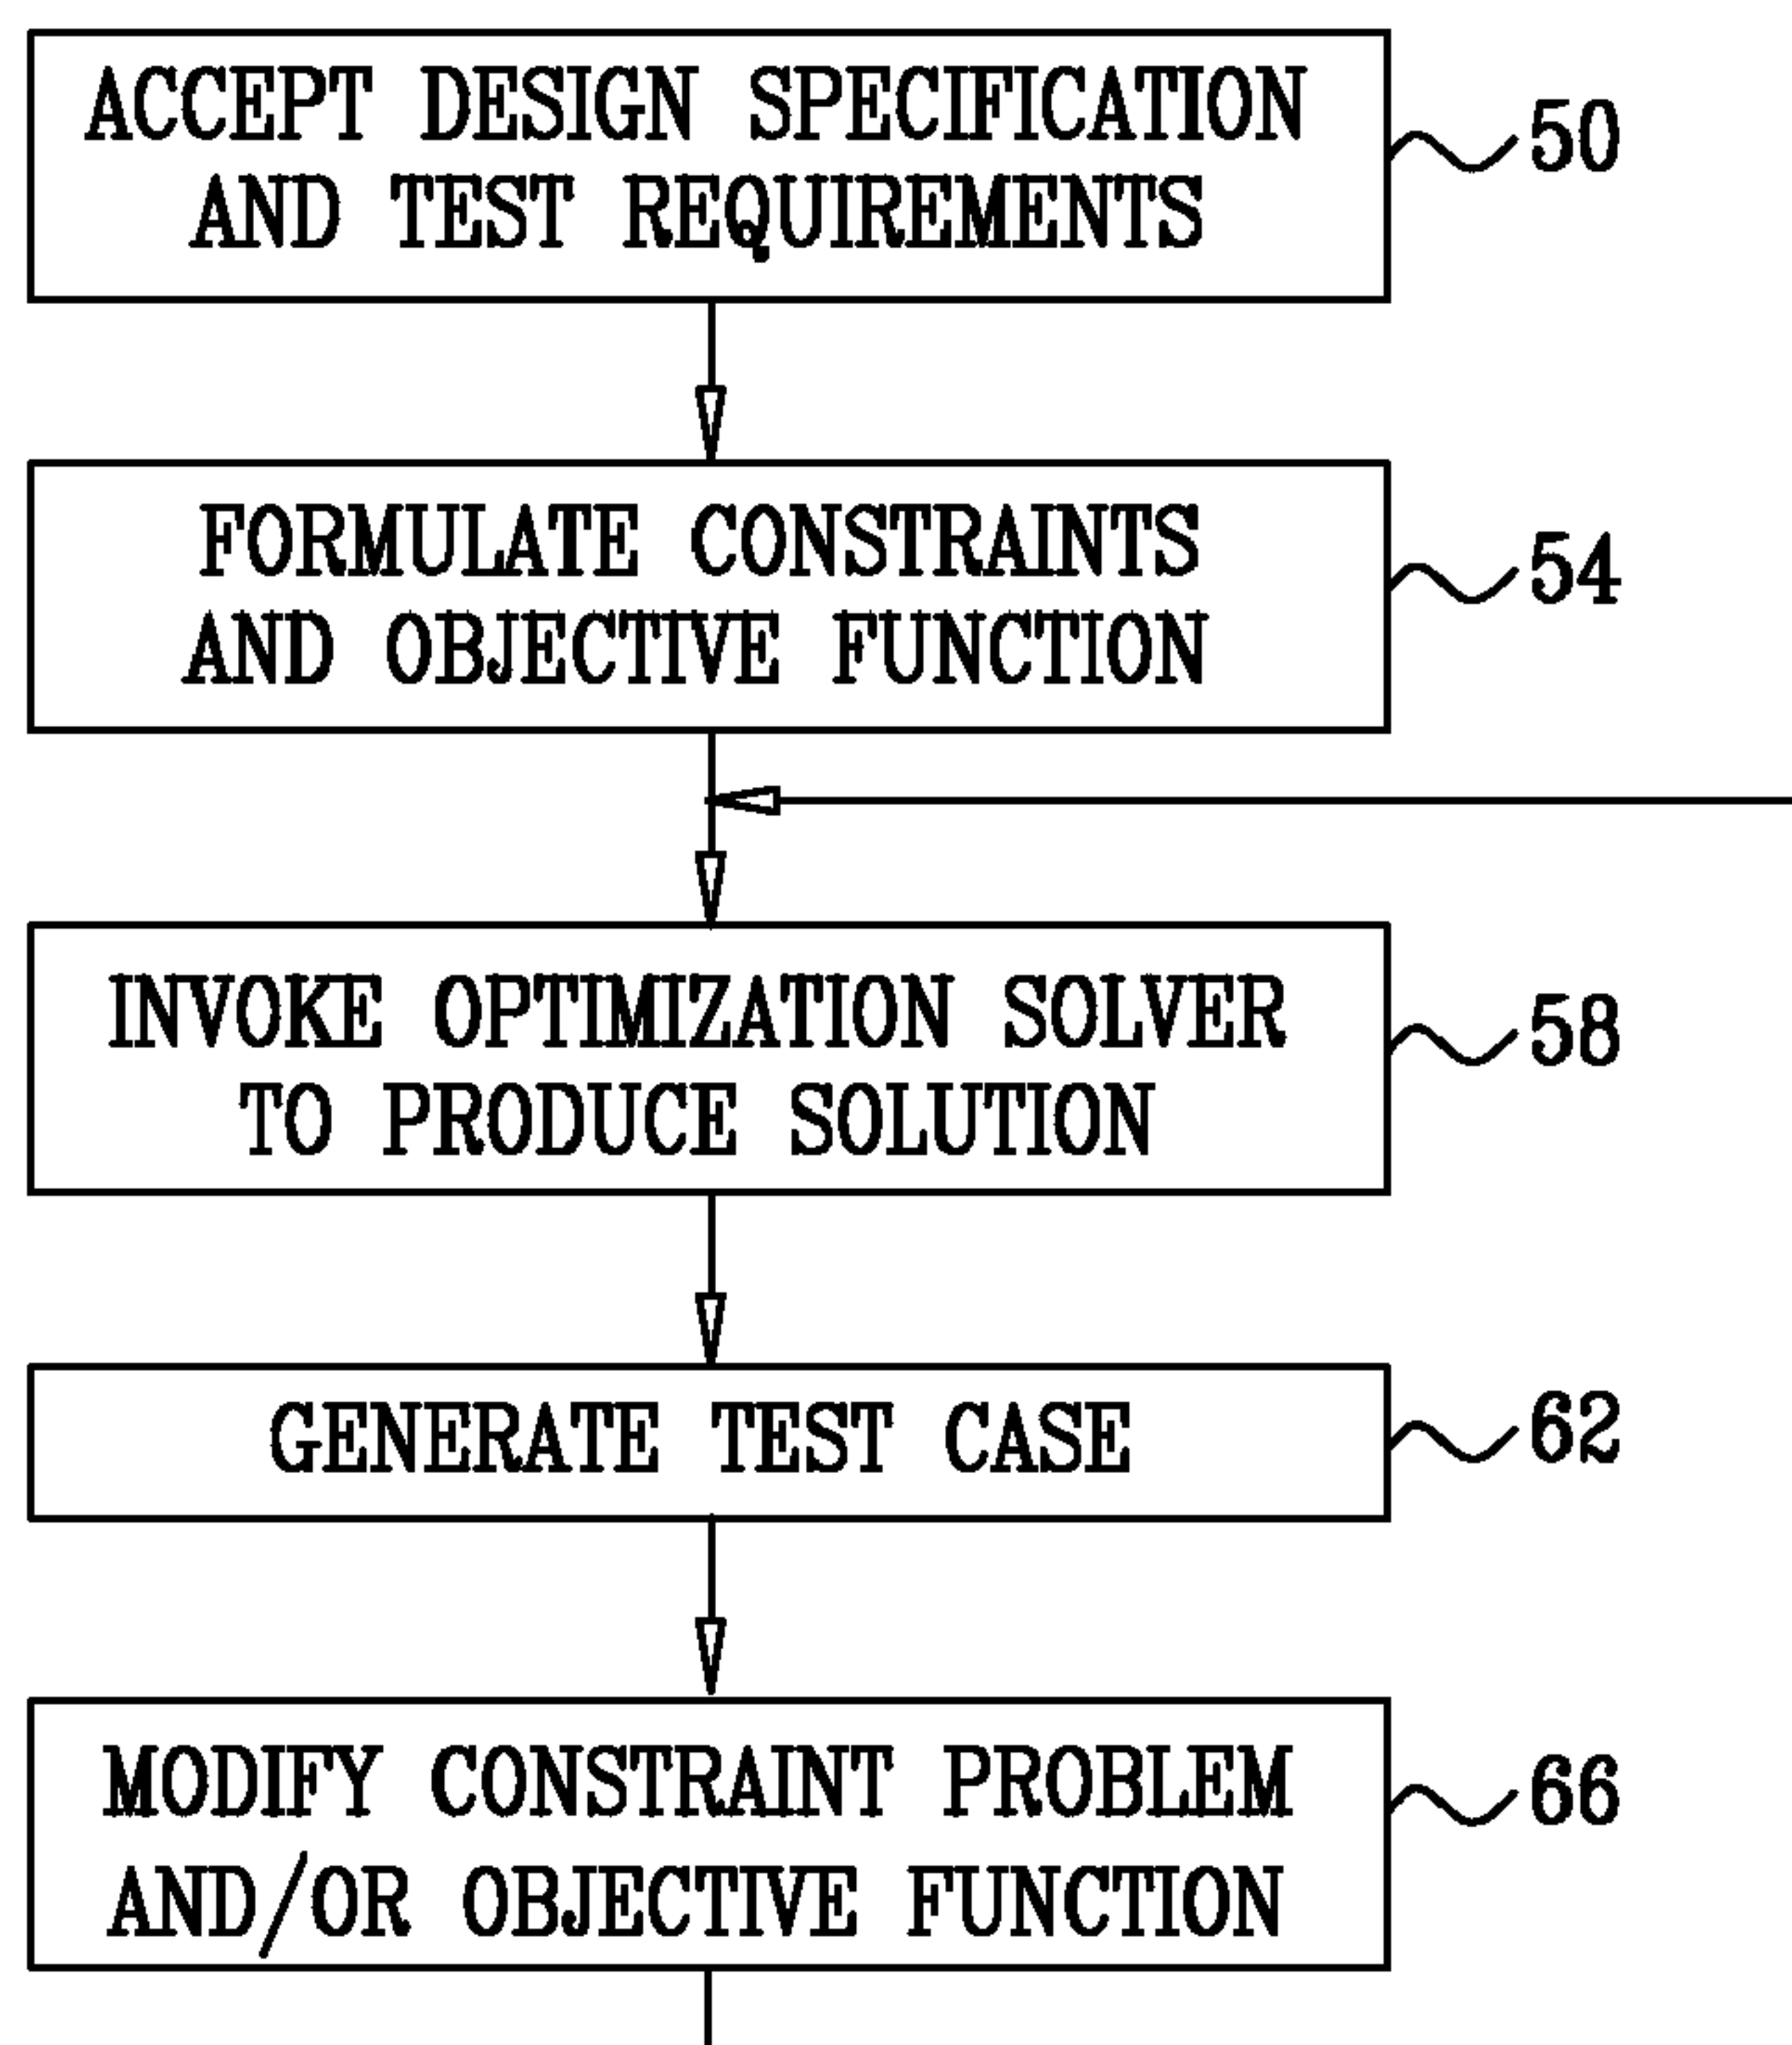 ACCEPT DESIGN SPECIFICATION
AND TEST REQUIREMENTS
50
FORMULATE CONSTRAINTS
AND OBJECTIVE FUNCTION
54
INVOKE OPTIMIZATION SOLVER
TO PRODUCE SOLUTION
58
GENERATE TEST CASE
62
MODIFY CONSTRAINT PROBLEM
AND/OR OBJECTIVE FUNCTION
66